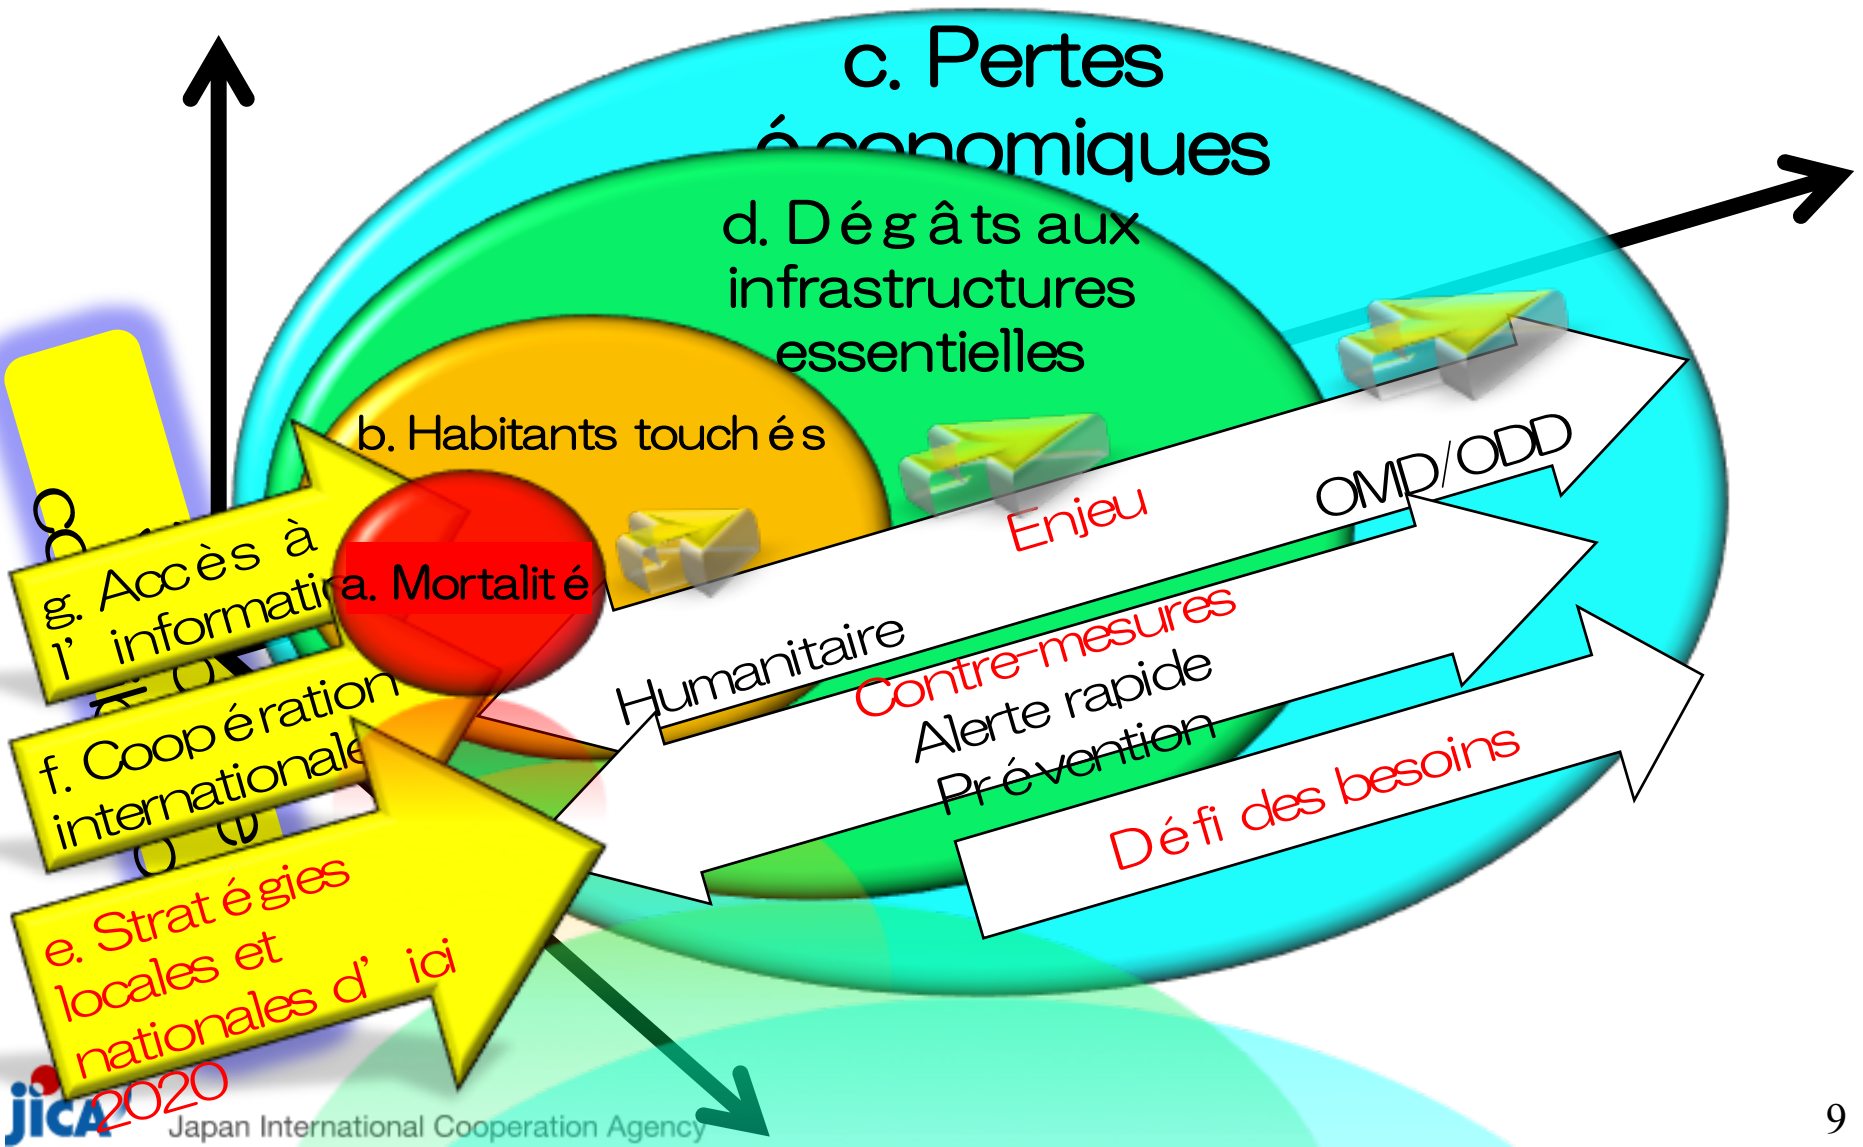 c. Pertes
économiques
d. Dégâts aux
infrastructures
essentielles
b. Habitants touchés
a. Mortalité
g. Accès à
l’ informati
f. Coopération
internationale
e. Stratégies
locales et
nationales d’ ici
2020
Enjeu
OMD/ODD
Humanitaire
Contre-mesures
Alerte rapide
Prévention
Défi des besoins
jica
Japan International Cooperation Agency
9